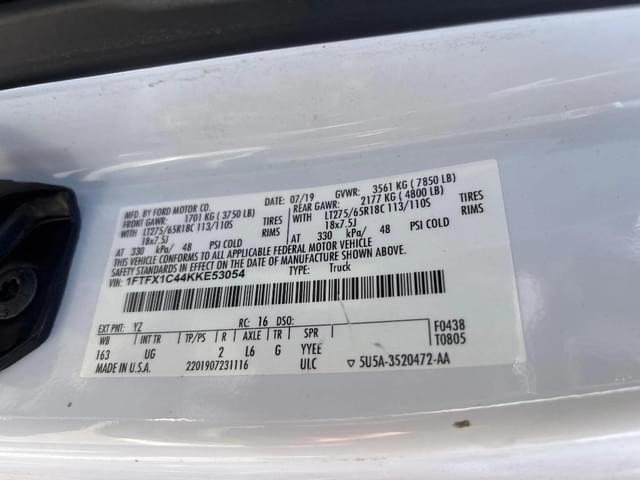 MFD. BY FORD MOTOR CO.
DATE: 07/19 GVWR: 3561 KG ( 7850 LB)
FRONT GAWR: 1701 KG ( 3750 LB) REAR GAWR: 2177 KG ( 4800 LB)
WITH LT275/65R18C 113/110S TIRES WITH LT275/65R18C 113/110S TIRES
18x7.5J RIMS 18x7.5J RIMS
AT 330 kPa/ 48 PSI COLD AT 330 kPa/ 48 PSI COLD
THIS VEHICLE CONFORMS TO ALL APPLICABLE FEDERAL MOTOR VEHICLE
SAFETY STANDARDS IN EFFECT ON THE DATE OF MANUFACTURE SHOWN ABOVE
VIN: 1FTFX1C44KKE53054 TYPE: Truck
EXT PNT: YZ RC: 16 DSO:
WB INT TR TP/PS R AXLE TR SPR
163 UG 2 L6 G YYEE
MADE IN U.S.A. 2201907231116 ULC
F0438
T0805
▽ 5U5A-3520472-AA